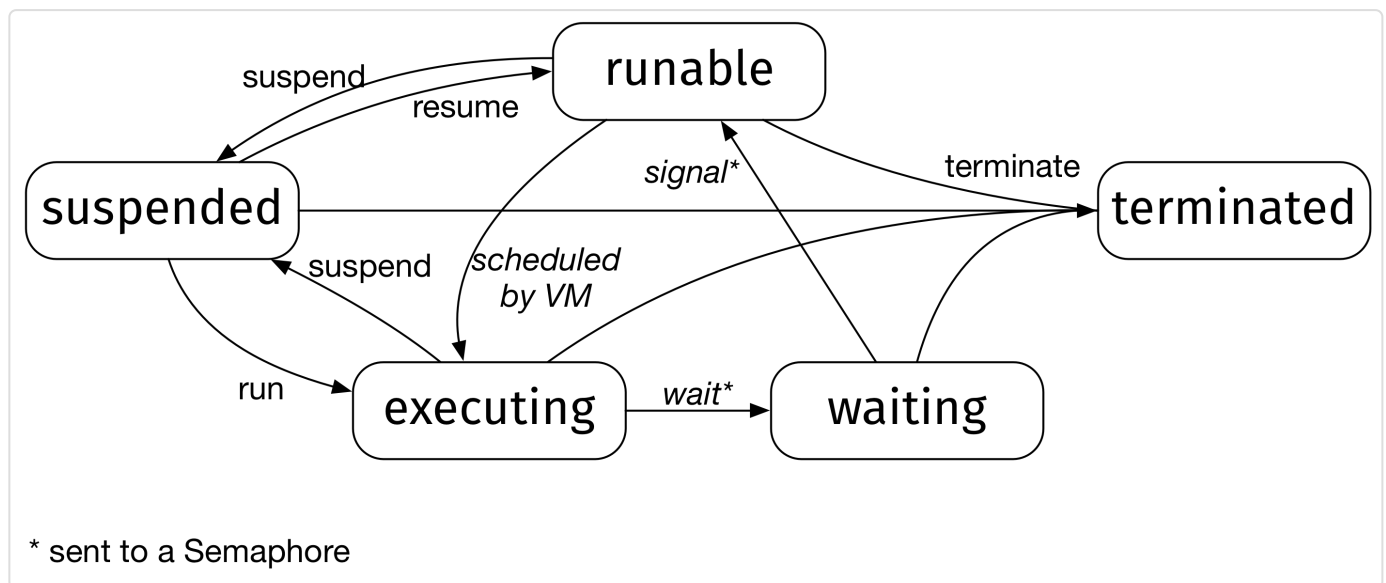 runable
suspend
resume
signal*
terminate
suspended
terminated
suspend
scheduled
by VM
run
executing
wait*
waiting
* sent to a Semaphore